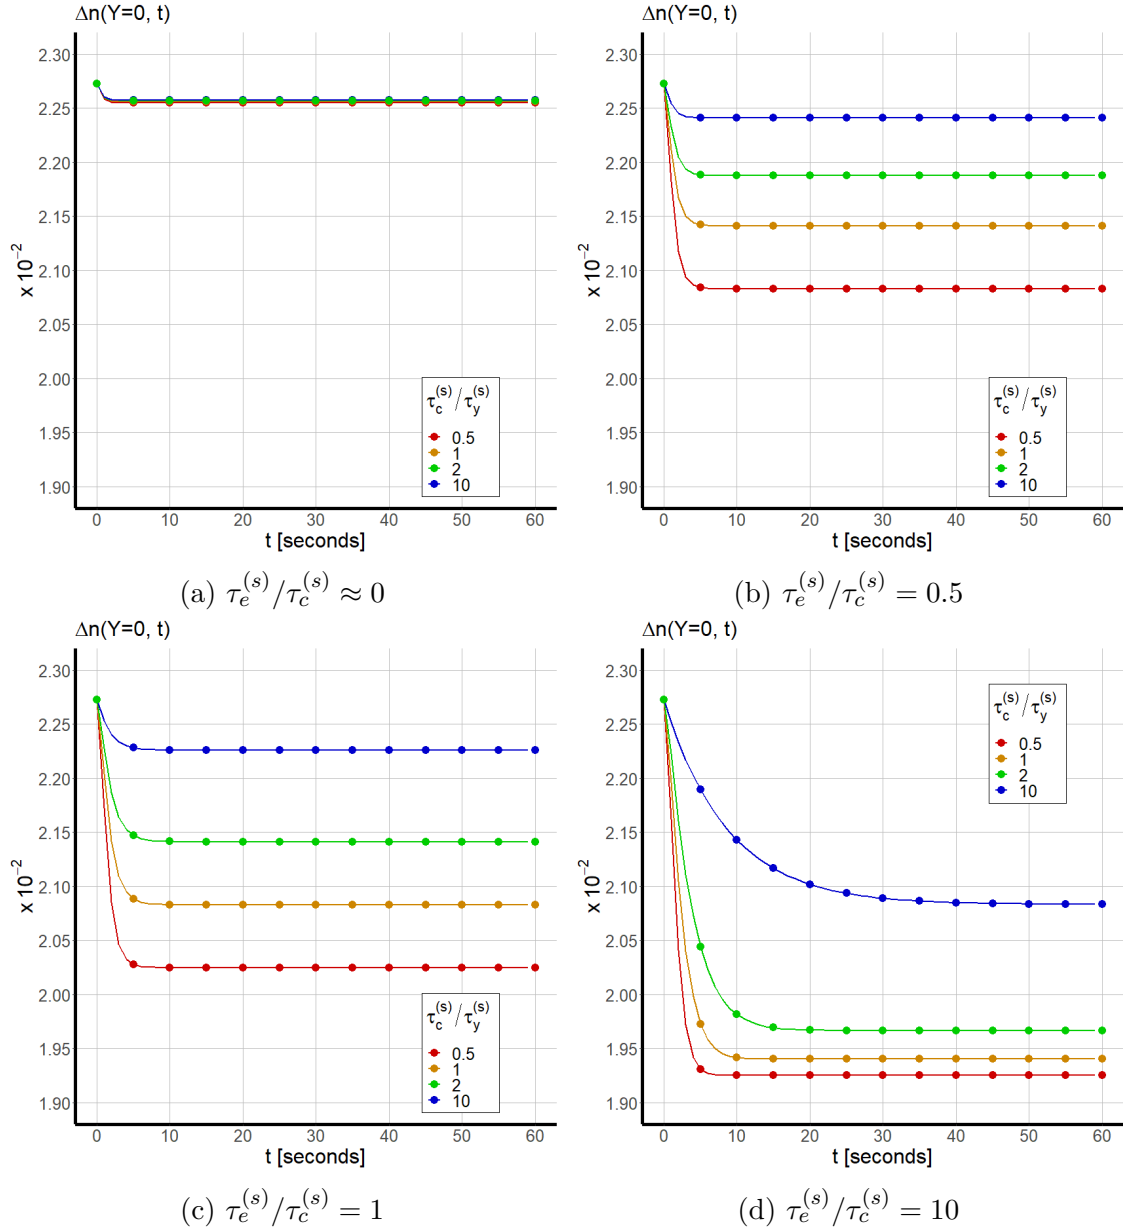 Δn(Y=0, t)
2.30
2.25
2.20
2.15
2.10
2.05
2.00
1.95
1.90
x 10⁻²
τc(s)/τy(s)
0.5
1
2
10
0 10 20 30 40 50 60
t [seconds]
(a) τe(s)/τc(s) ≈ 0
Δn(Y=0, t)
2.30
2.25
2.20
2.15
2.10
2.05
2.00
1.95
1.90
x 10⁻²
τc(s)/τy(s)
0.5
1
2
10
0 10 20 30 40 50 60
t [seconds]
(b) τe(s)/τc(s) = 0.5
Δn(Y=0, t)
2.30
2.25
2.20
2.15
2.10
2.05
2.00
1.95
1.90
x 10⁻²
τc(s)/τy(s)
0.5
1
2
10
0 10 20 30 40 50 60
t [seconds]
(c) τe(s)/τc(s) = 1
Δn(Y=0, t)
2.30
2.25
2.20
2.15
2.10
2.05
2.00
1.95
1.90
x 10⁻²
τc(s)/τy(s)
0.5
1
2
10
0 10 20 30 40 50 60
t [seconds]
(d) τe(s)/τc(s) = 10